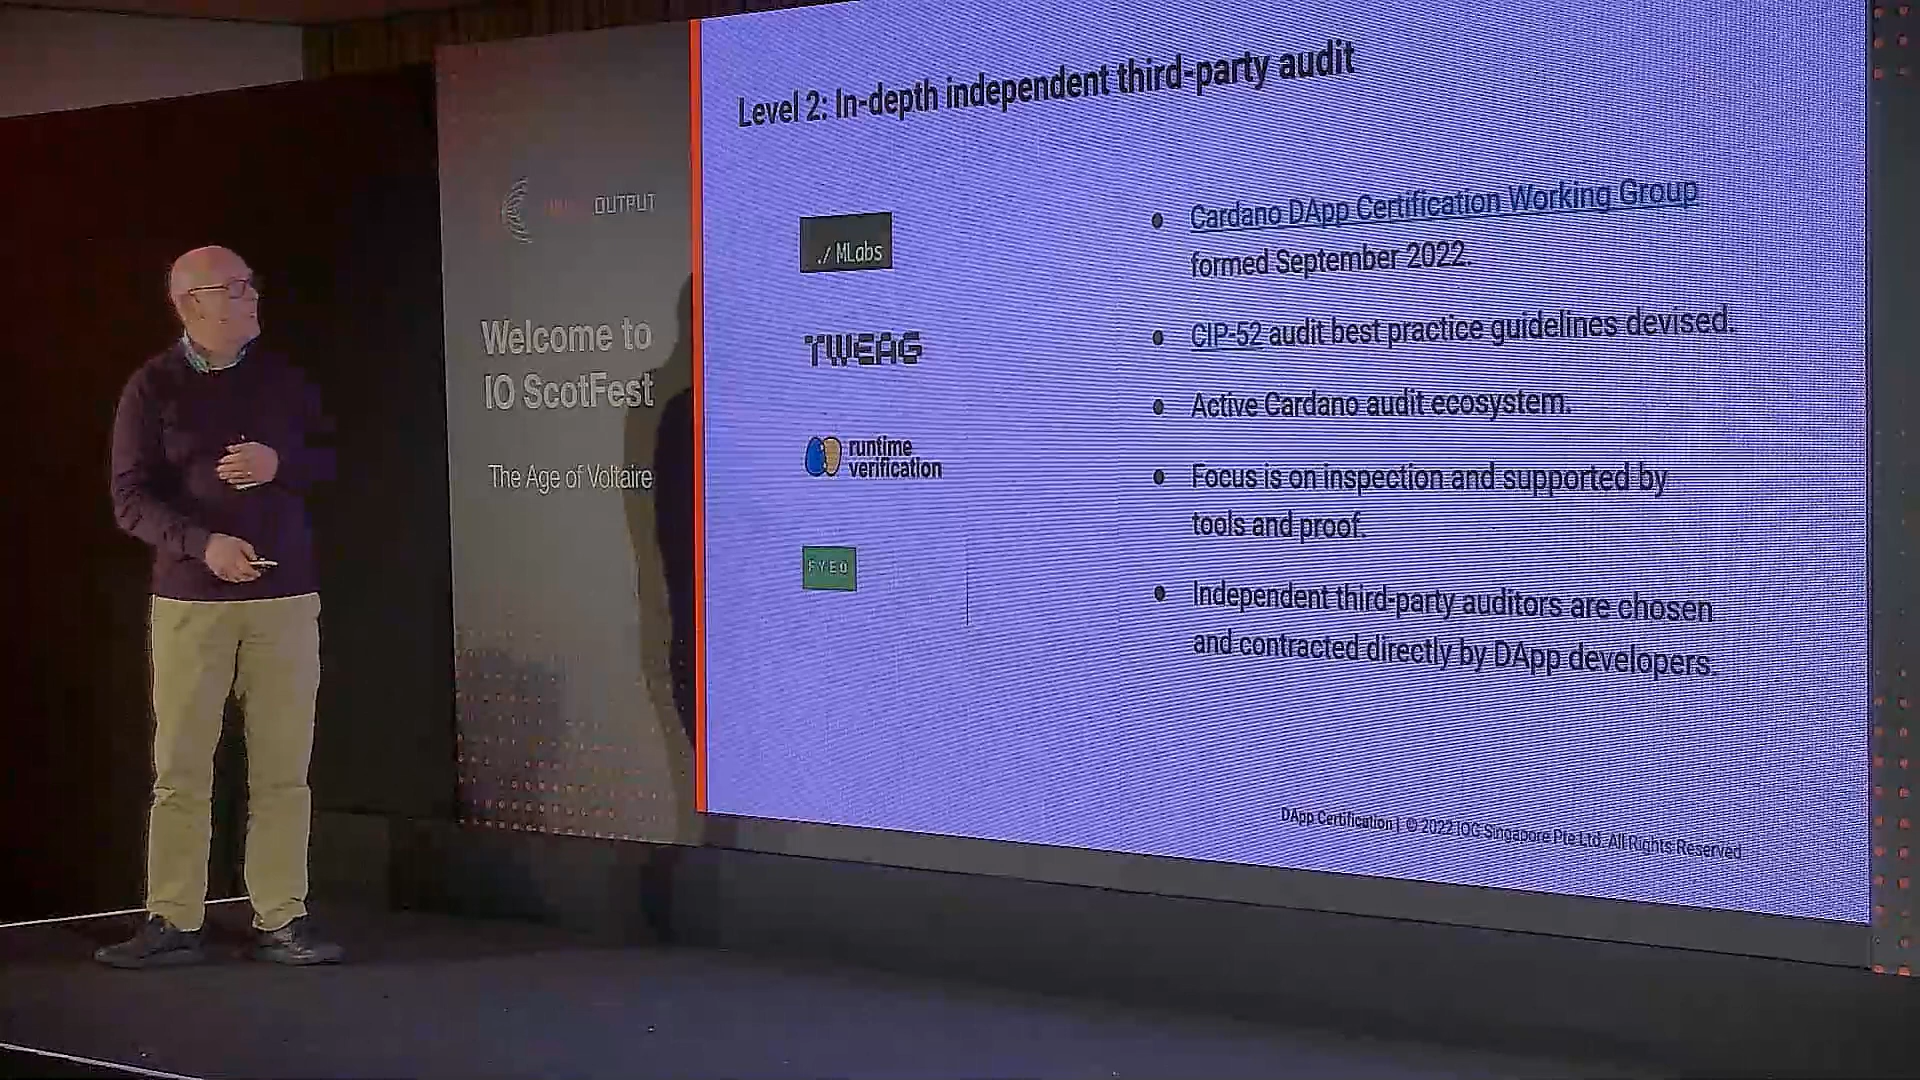 OUTPUT
Welcome to
IO ScotFest
The Age of Voltaire
Level 2: In-depth independent third-party audit
./ MLabs
TWEAG
runtime
verification
FYEO
Cardano DApp Certification Working Group
formed September 2022.
CIP-52 audit best practice guidelines devised.
Active Cardano audit ecosystem.
Focus is on inspection and supported by
tools and proof.
Independent third-party auditors are chosen
and contracted directly by DApp developers.
DApp Certification | © 2022 IOG Singapore Pte Ltd. All Rights Reserved